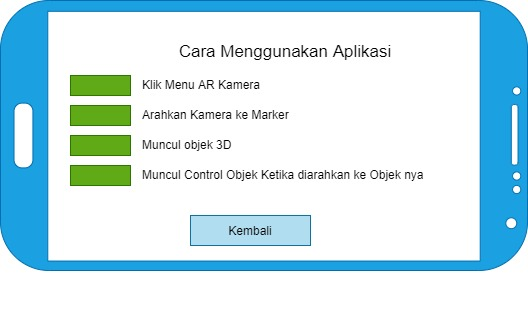 Cara Menggunakan Aplikasi
Klik Menu AR Kamera
Arahkan Kamera ke Marker
Muncul objek 3D
Muncul Control Objek Ketika diarahkan ke Objek nya
Kembali